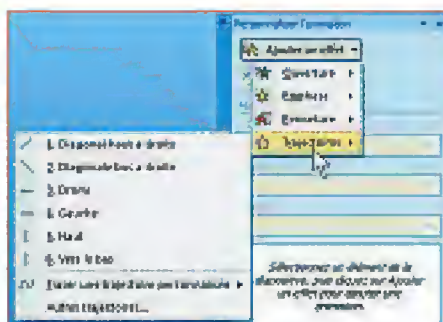 Personnaliser l'animation
Ajouter un effet
Ouverture
Emphase
Fermeture
Trajectoires
1. Diagonal haut à droite
2. Diagonale bas à droite
3. Droite
4. Gauche
5. Haut
6. Vers le bas
Tracer une trajectoire personnalisée
Autres trajectoires...
Sélectionnez un élément de la
diapositive, puis cliquez sur Ajouter
un effet pour ajouter une
animation.